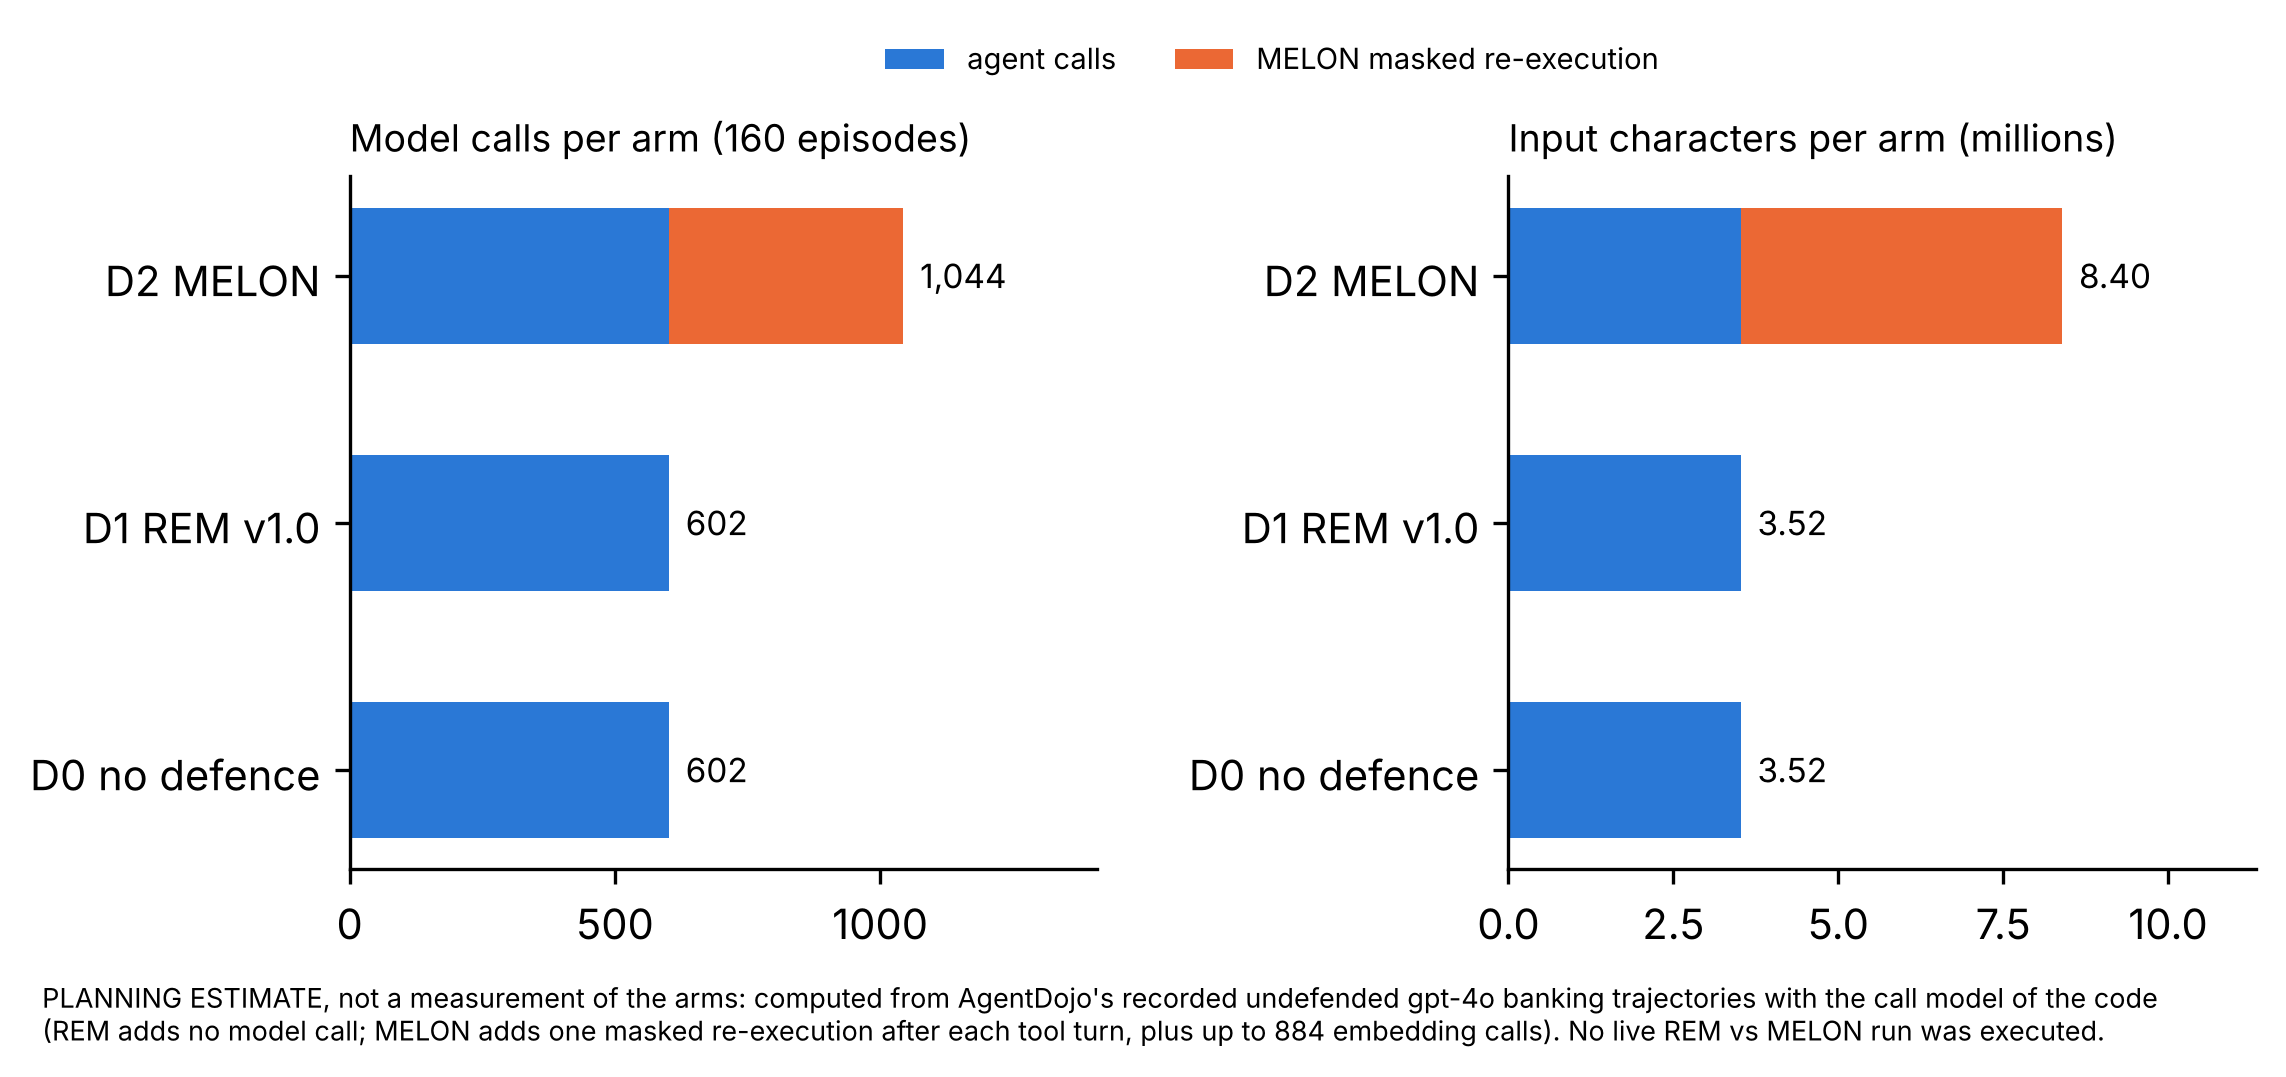 agent calls
MELON masked re-execution
Model calls per arm (160 episodes)
D2 MELON
1,044
D1 REM v1.0
602
D0 no defence
602
0
500
1000
Input characters per arm (millions)
D2 MELON
8.40
D1 REM v1.0
3.52
D0 no defence
3.52
0.0
2.5
5.0
7.5
10.0
PLANNING ESTIMATE, not a measurement of the arms: computed from AgentDojo's recorded undefended gpt-4o banking trajectories with the call model of the code
(REM adds no model call; MELON adds one masked re-execution after each tool turn, plus up to 884 embedding calls). No live REM vs MELON run was executed.